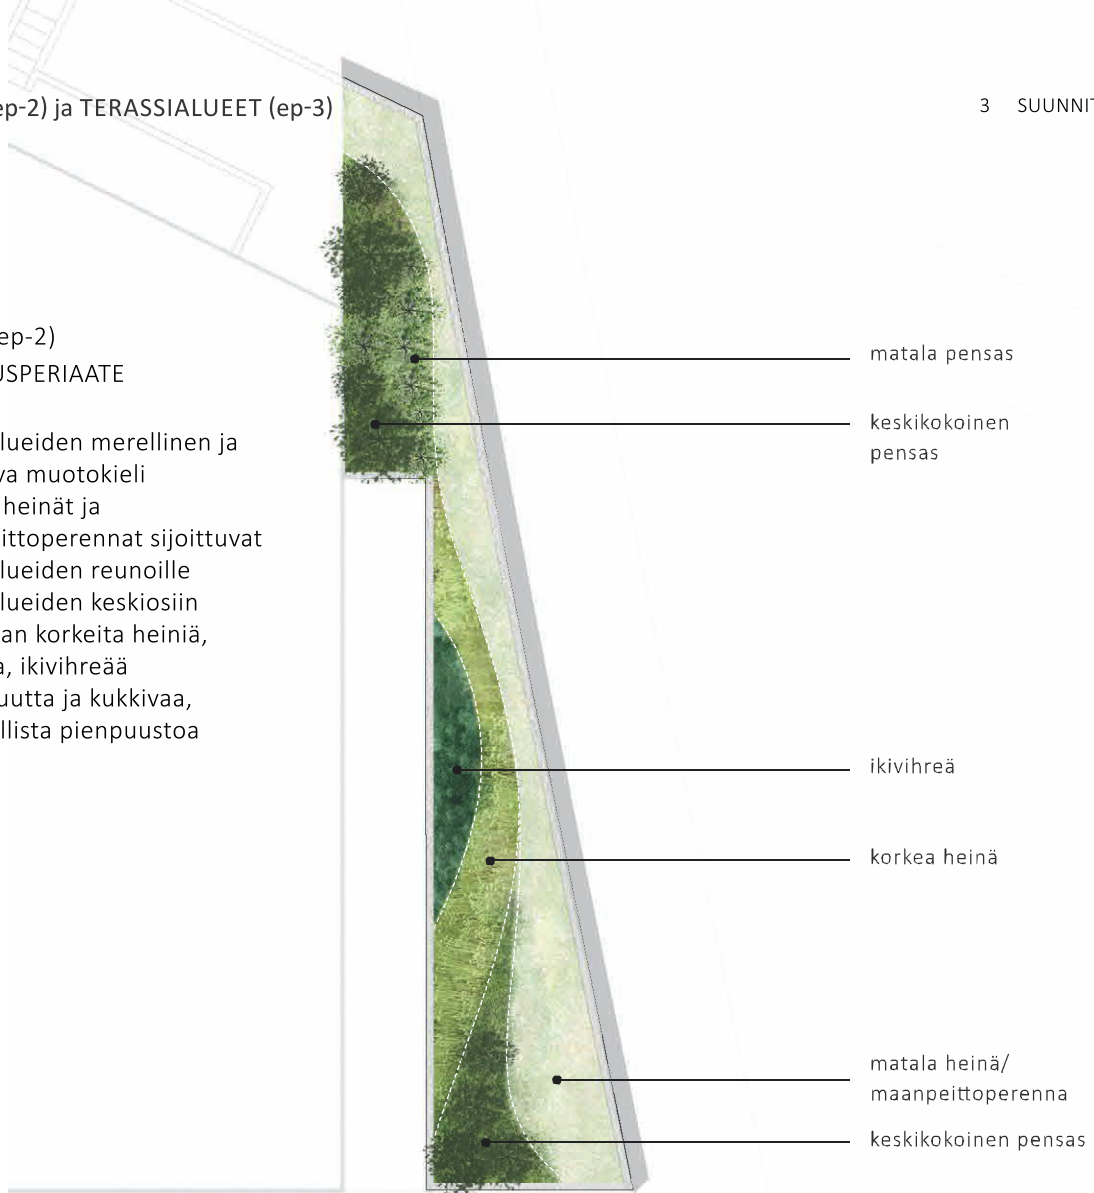 ep-2) ja TERASSIALUEET (ep-3)
3 SUUNNIT
ep-2)
USPERIAATE
lueiden merellinen ja
va muotokieli
heinät ja
ittoperennat sijoittuvat
lueiden reunoille
lueiden keskiosiin
an korkeita heiniä,
a, ikivihreää
uutta ja kukkivaa,
llista pienpuustoa
matala pensas
keskikokoinen
pensas
ikivihreä
korkea heinä
matala heinä/
maanpeittoperenna
keskikokoinen pensas